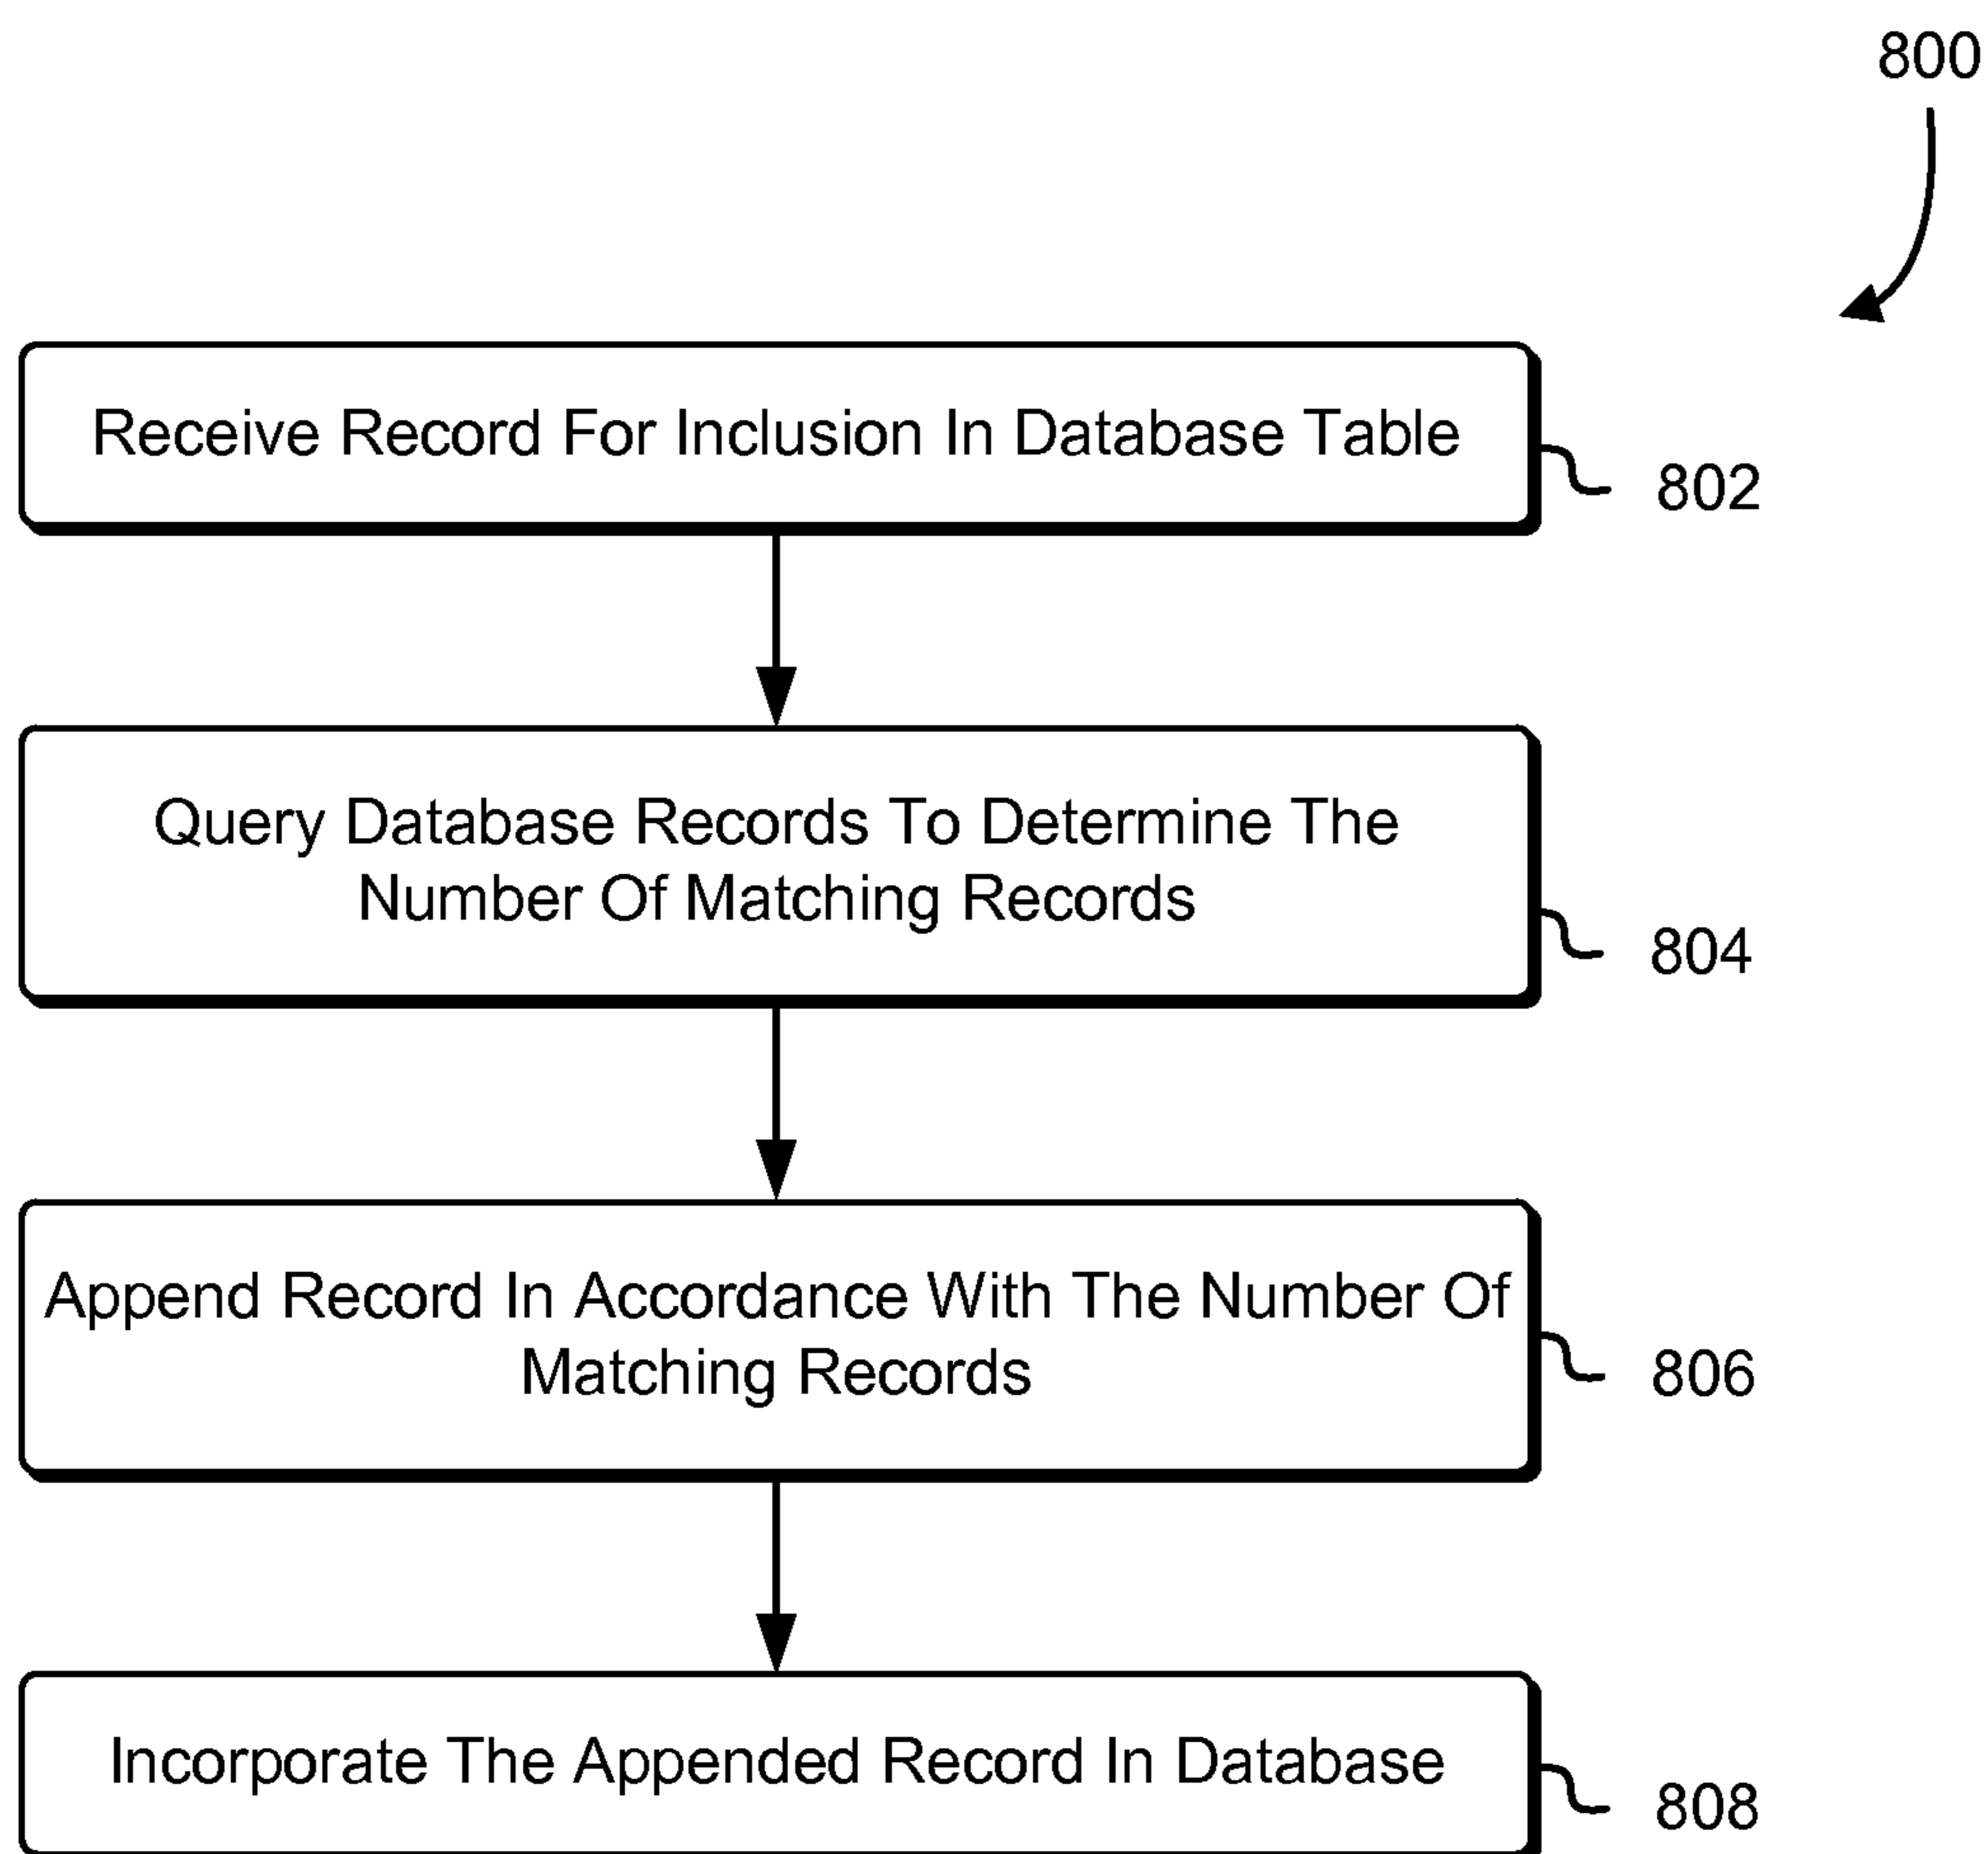 800
Receive Record For Inclusion In Database Table
802
Query Database Records To Determine The
Number Of Matching Records
804
Append Record In Accordance With The Number Of
Matching Records
806
Incorporate The Appended Record In Database
808